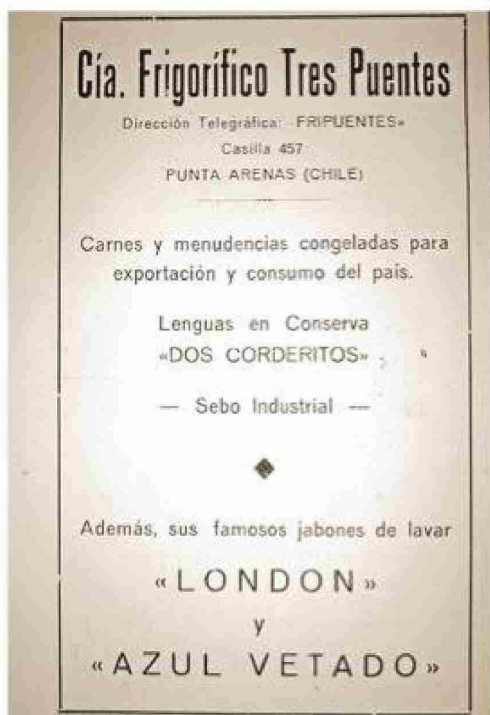 Cía. Frigorífico Tres Puentes
Dirección Telegráfica: «FRIPUENTES»
Casilla 457
PUNTA ARENAS (CHILE)
Carnes y menudencias congeladas para
exportación y consumo del país.
Lenguas en Conserva
«DOS CORDERITOS»
— Sebo Industrial —
Además, sus famosos jabones de lavar
«LONDON»
y
«AZUL VETADO»